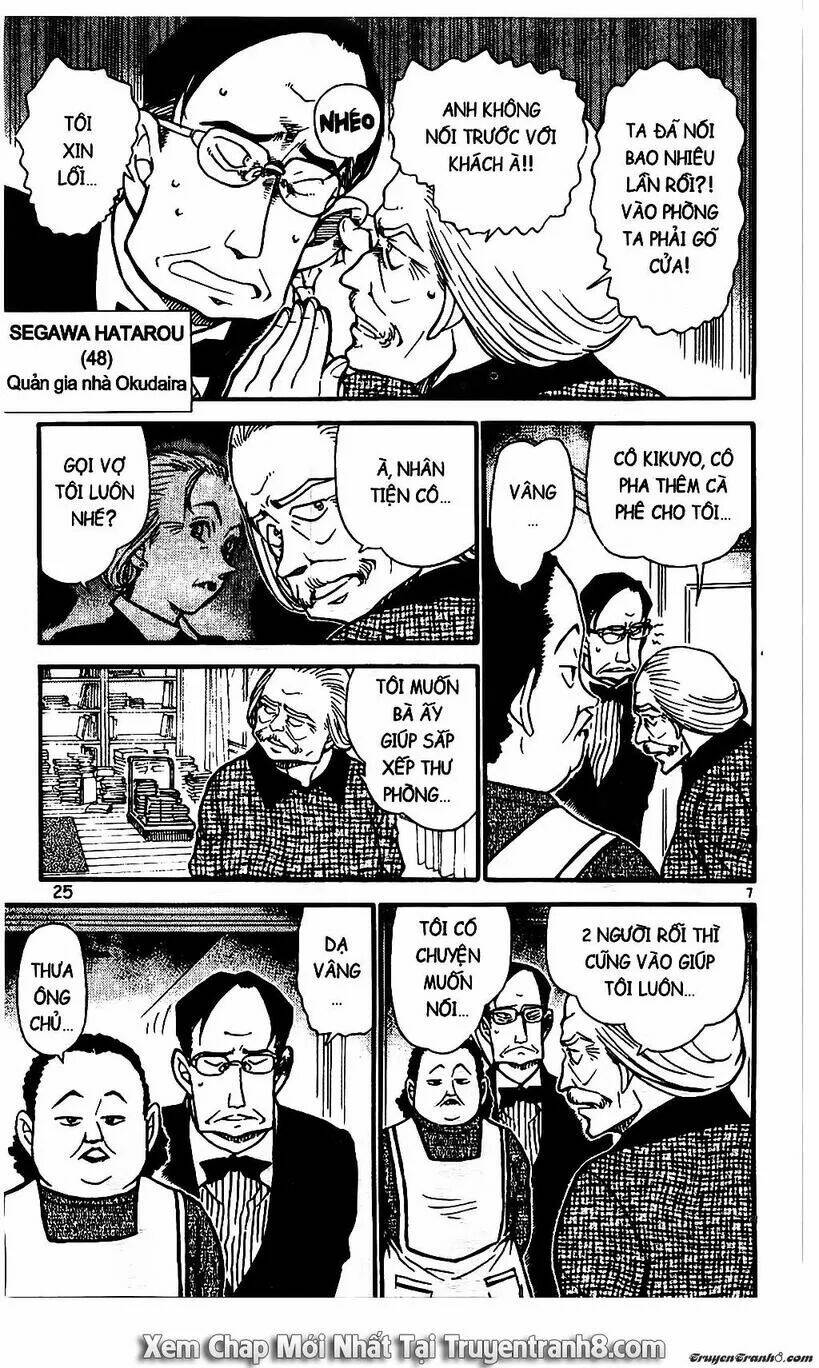 TA ĐÃ NÓI
BAO NHIÊU
LẦN RỒI?!
VÀO PHÒNG
TA PHẢI GÕ
CỬA!
ANH KHÔNG
NÓI TRƯỚC VỚI
KHÁCH À!!
NHÉO
TÔI
XIN
LỖI...
SEGAWA HATAROU
(48)
Quản gia nhà Okudaira
CÔ KIKUYO, CÔ
PHA THÊM CÀ
PHÊ CHO TÔI...
VÂNG
...
À, NHÂN
TIỆN CÔ...
GỌI VỢ
TÔI LUÔN
NHÉ?
TÔI MUỐN
BÀ ẤY
GIÚP SẮP
XẾP THƯ
PHÒNG...
25
7
2 NGƯỜI RỖI THÌ
CŨNG VÀO GIÚP
TÔI LUÔN...
TÔI CÓ
CHUYỆN
MUỐN
NÓI...
DẠ
VÂNG
...
THƯA
ÔNG
CHỦ...
Xem Chap Mới Nhất Tại Truyentranh8.com
TruyenTranh8.com